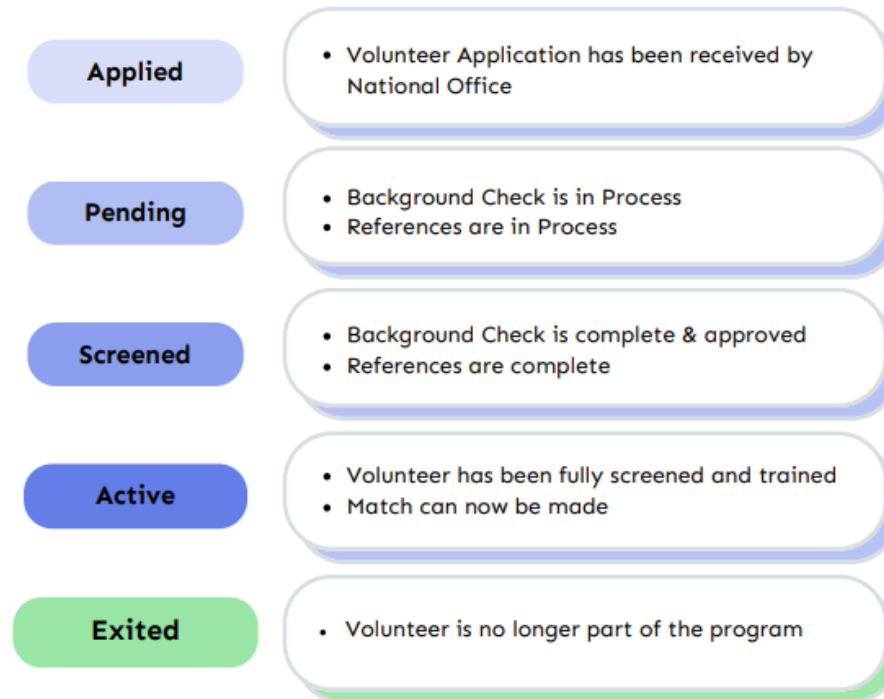 Applied
• Volunteer Application has been received by
National Office
Pending
• Background Check is in Process
• References are in Process
Screened
• Background Check is complete & approved
• References are complete
Active
• Volunteer has been fully screened and trained
• Match can now be made
Exited
• Volunteer is no longer part of the program